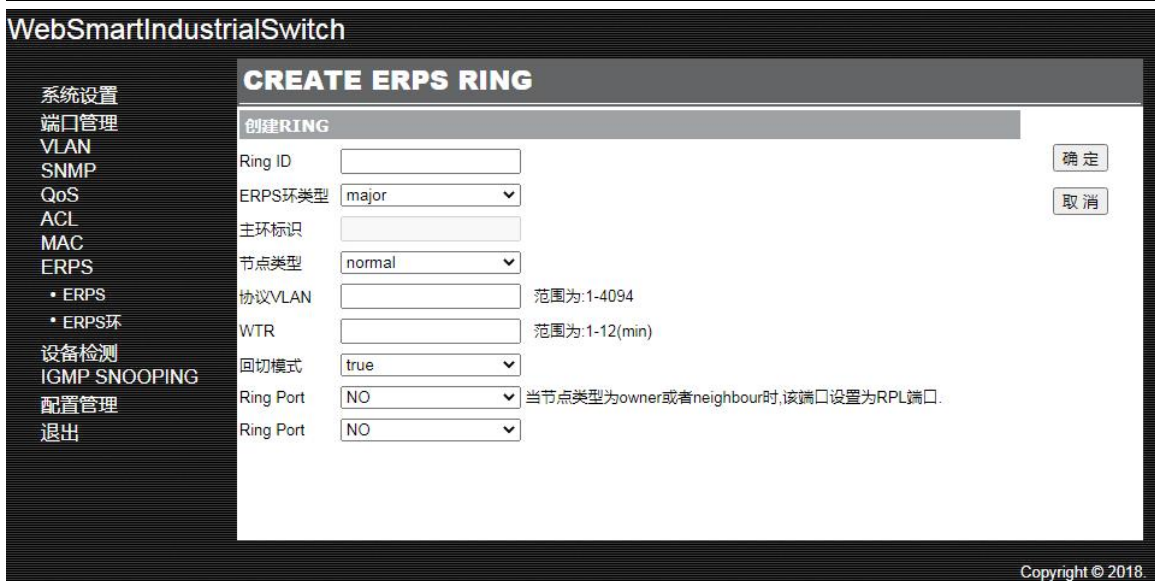 WebSmartIndustrialSwitch
系统设置
端口管理
VLAN
SNMP
QoS
ACL
MAC
ERPS
• ERPS
• ERPS环
设备检测
IGMP SNOOPING
配置管理
退出
CREATE ERPS RING
创建RING
Ring ID
ERPS环类型 major
主环标识
节点类型 normal
协议VLAN 范围为:1-4094
WTR 范围为:1-12(min)
回切模式 true
Ring Port NO 当节点类型为owner或者neighbour时,该端口设置为RPL端口.
Ring Port NO
确 定
取 消
Copyright © 2018.